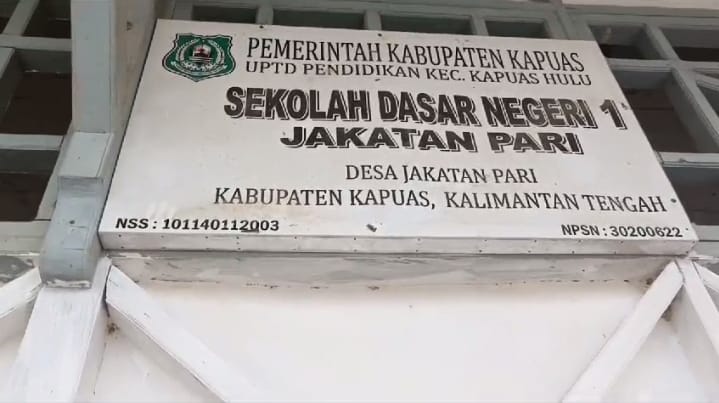 PEMERINTAH KABUPATEN KAPUAS
UPTD PENDIDIKAN KEC. KAPUAS HULU
SEKOLAH DASAR NEGERI 1
JAKATAN PARI
DESA JAKATAN PARI
KABUPATEN KAPUAS, KALIMANTAN TENGAH
NSS : 101140112003
NPSN : 30200622